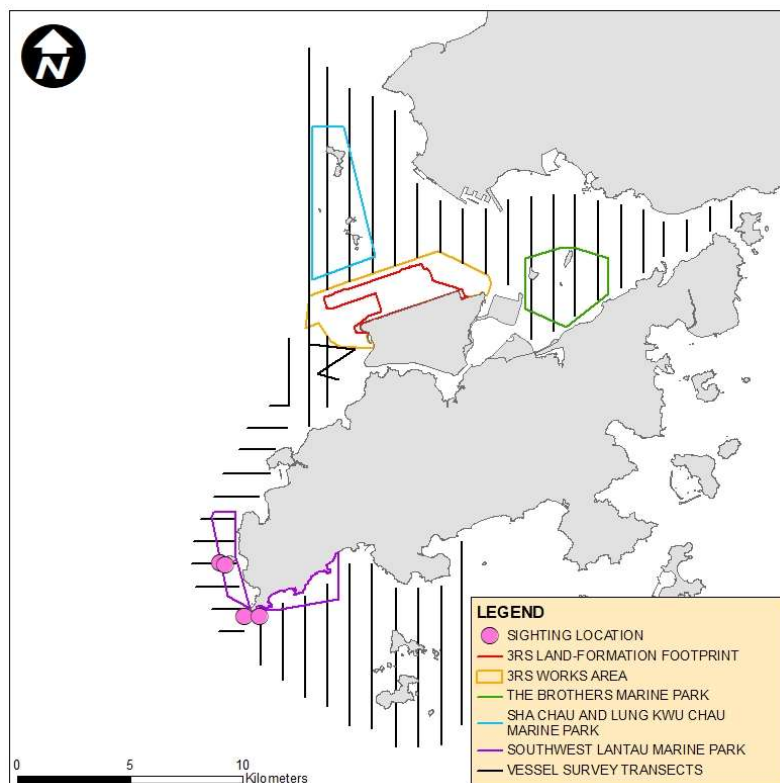 N
LEGEND
SIGHTING LOCATION
3RS LAND-FORMATION FOOTPRINT
3RS WORKS AREA
THE BROTHERS MARINE PARK
SHA CHAU AND LUNG KWU CHAU
MARINE PARK
SOUTHWEST LANTAU MARINE PARK
VESSEL SURVEY TRANSECTS
0 5 10
Kilometers